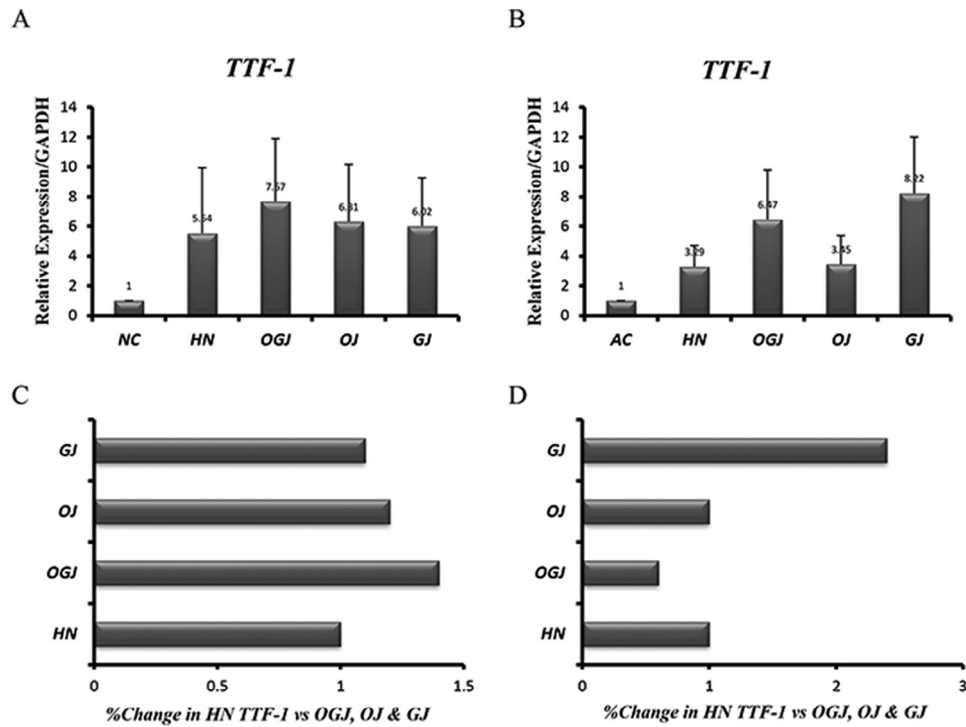 A
TTF-1
Relative Expression/GAPDH
14
12
10
8
6
4
2
0
1
5.54
7.67
6.31
6.02
NC HN OGJ OJ GJ
B
TTF-1
Relative Expression/GAPDH
14
12
10
8
6
4
2
0
1
3.29
6.47
3.45
8.22
AC HN OGJ OJ GJ
C
GJ
OJ
OGJ
HN
0 0.5 1 1.5
%Change in HN TTF-1 vs OGJ, OJ & GJ
D
GJ
OJ
OGJ
HN
0 1 2 3
%Change in HN TTF-1 vs OGJ, OJ & GJ